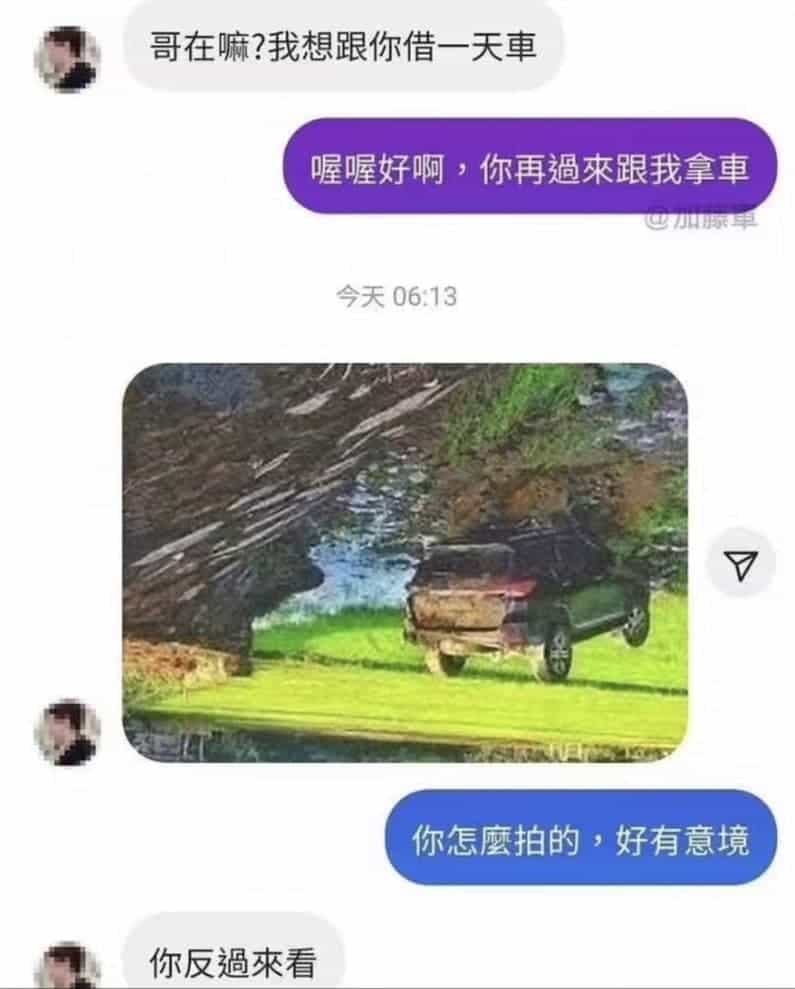 哥在嘛?我想跟你借一天車
喔喔好啊，你再過來跟我拿車
@加藤軍
今天 06:13
你怎麼拍的，好有意境
你反過來看